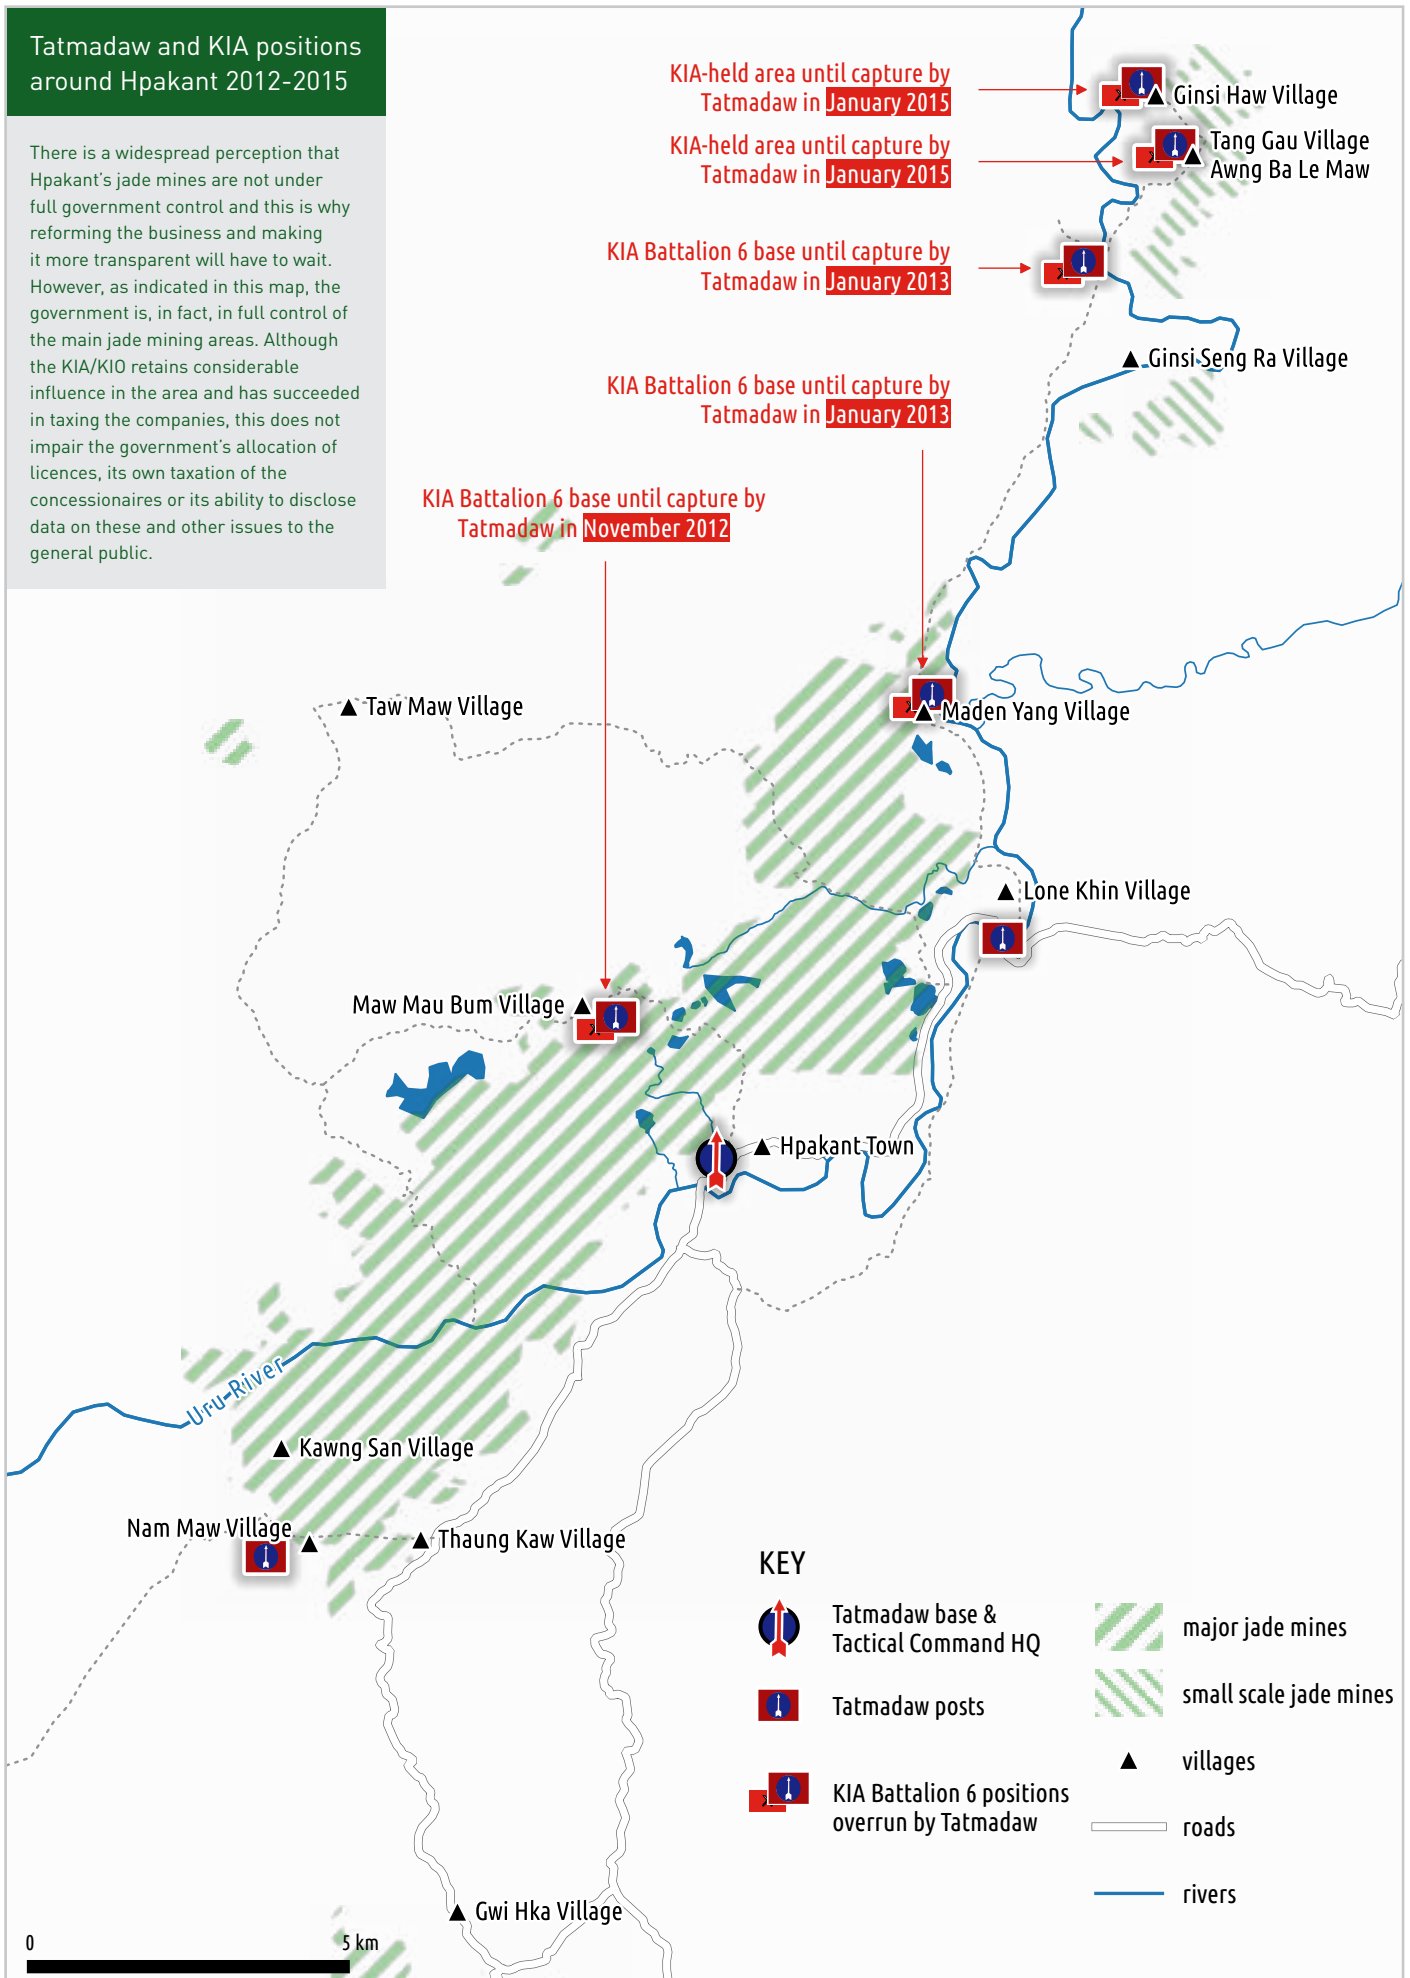 Tatmadaw and KIA positions
around Hpakant 2012-2015
There is a widespread perception that
Hpakant's jade mines are not under
full government control and this is why
reforming the business and making
it more transparent will have to wait.
However, as indicated in this map, the
government is, in fact, in full control of
the main jade mining areas. Although
the KIA/KIO retains considerable
influence in the area and has succeeded
in taxing the companies, this does not
impair the government's allocation of
licences, its own taxation of the
concessionaires or its ability to disclose
data on these and other issues to the
general public.
KIA-held area until capture by
Tatmadaw in January 2015
KIA-held area until capture by
Tatmadaw in January 2015
KIA Battalion 6 base until capture by
Tatmadaw in January 2013
KIA Battalion 6 base until capture by
Tatmadaw in January 2013
KIA Battalion 6 base until capture by
Tatmadaw in November 2012
Ginsi Haw Village
Tang Gau Village
Awng Ba Le Maw
Ginsi Seng Ra Village
Taw Maw Village
Maden Yang Village
Lone Khin Village
Maw Mau Bum Village
Hpakant Town
Uru River
Kawng San Village
Nam Maw Village
Thaung Kaw Village
Gwi Hka Village
KEY
Tatmadaw base &
Tactical Command HQ
Tatmadaw posts
KIA Battalion 6 positions
overrun by Tatmadaw
major jade mines
small scale jade mines
villages
roads
rivers
0
5 km